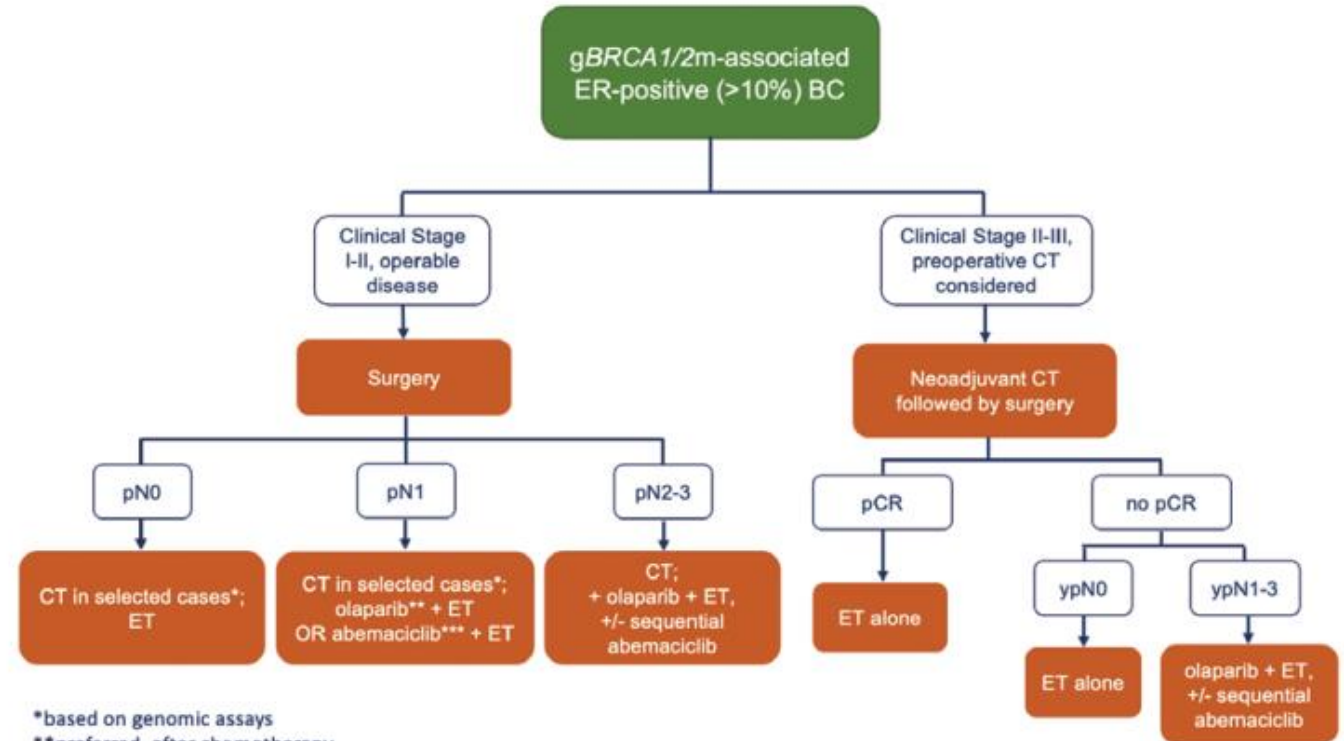 gBRCA1/2m-associated
ER-positive (>10%) BC
Clinical Stage
I-II, operable
disease
Clinical Stage II-III,
preoperative CT
considered
Surgery
Neoadjuvant CT
followed by surgery
pN0
pN1
pN2-3
pCR
no pCR
CT in selected cases*;
ET
CT in selected cases*;
olaparib** + ET
OR abemaciclib*** + ET
CT;
+ olaparib + ET,
+/- sequential
abemaciclib
ET alone
ypN0
ypN1-3
ET alone
olaparib + ET,
+/- sequential
abemaciclib
*based on genomic assays
**preferred, after chemotherapy